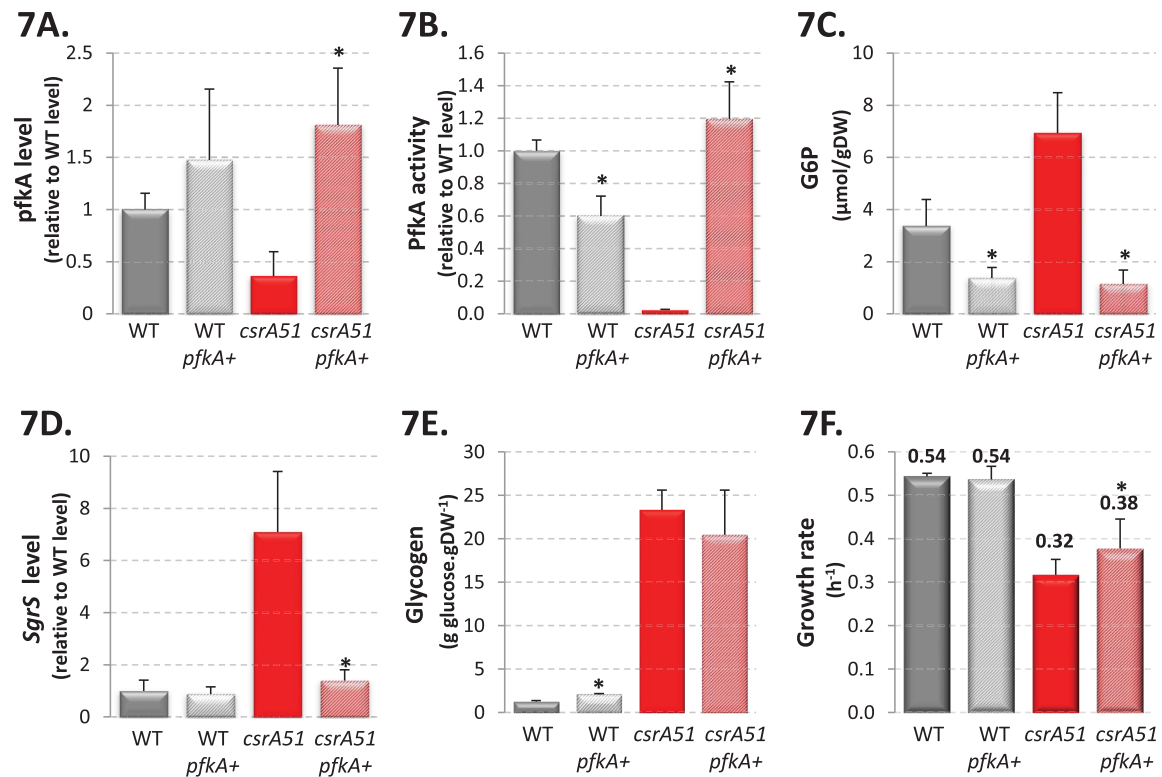 7A.
pfkA level
(relative to WT level)
2.5
2
1.5
1
0.5
0
*
WT
WT
pfkA+
csrA51
csrA51
pfkA+
7B.
PfkA activity
(relative to WT level)
1.6
1.4
1.2
1.0
0.8
0.6
0.4
0.2
0.0
*
*
WT
WT
pfkA+
csrA51
csrA51
pfkA+
7C.
G6P
(µmol/gDW)
10
8
6
4
2
0
*
*
WT
WT
pfkA+
csrA51
csrA51
pfkA+
7D.
SgrS level
(relative to WT level)
10
8
6
4
2
0
*
WT
WT
pfkA+
csrA51
csrA51
pfkA+
7E.
Glycogen
(g glucose.gDW⁻¹)
30
25
20
15
10
5
0
*
WT
WT
pfkA+
csrA51
csrA51
pfkA+
7F.
Growth rate
(h⁻¹)
0.6
0.5
0.4
0.3
0.2
0.1
0.0
0.54
0.54
0.32
*
0.38
WT
WT
pfkA+
csrA51
csrA51
pfkA+